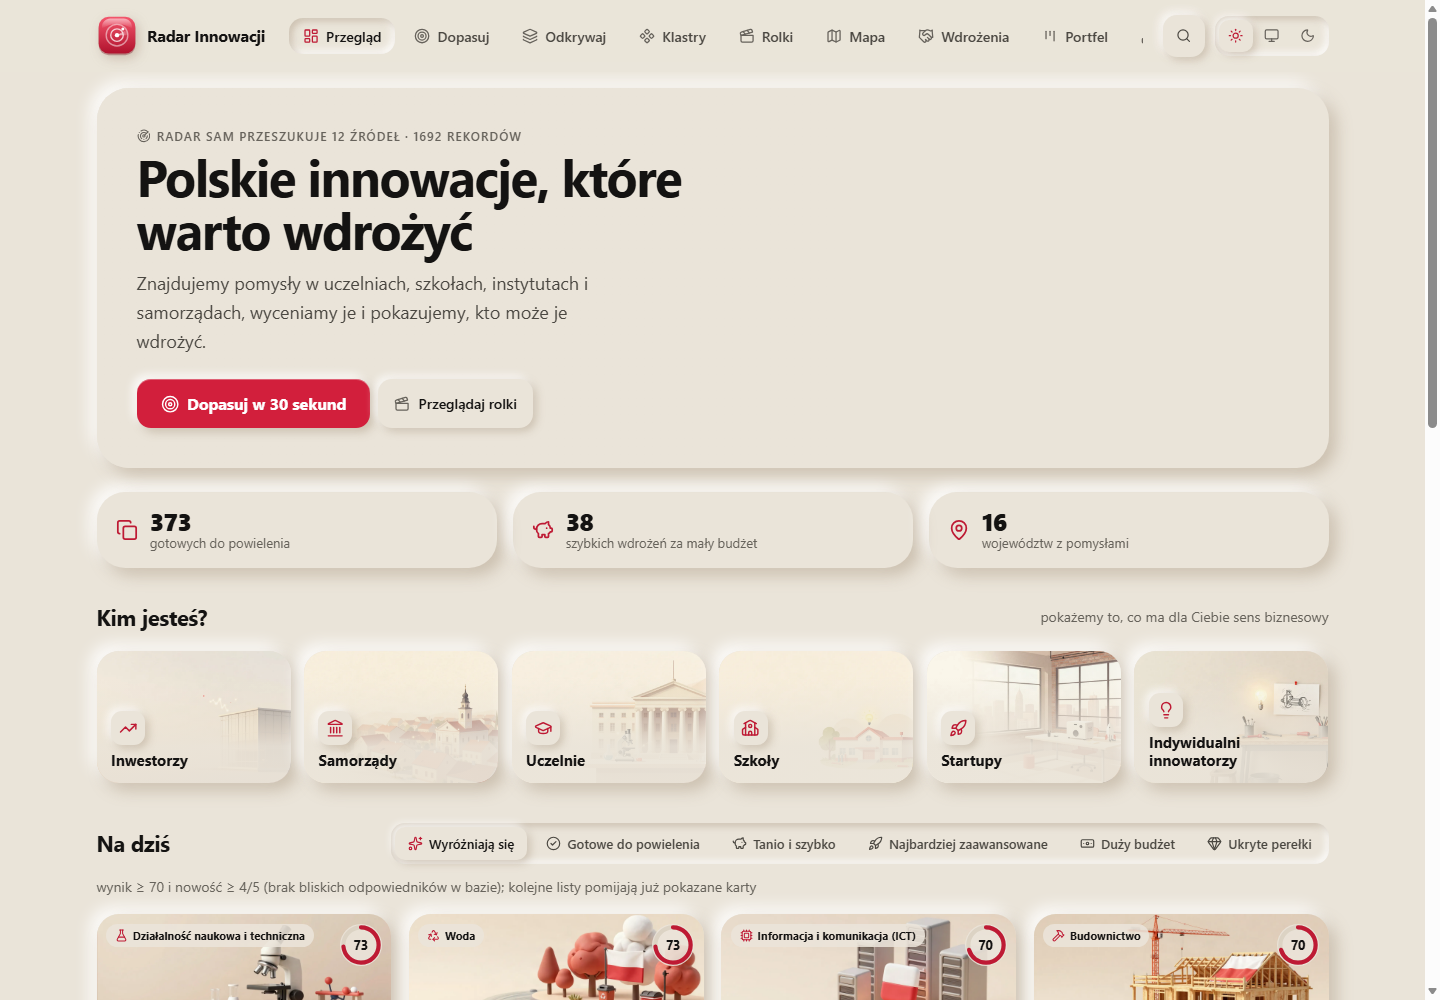 Radar Innowacji
Przegląd
Dopasuj
Odkrywaj
Klastry
Rolki
Mapa
Wdrożenia
Portfel
RADAR SAM PRZESZUKUJE 12 ŹRÓDEŁ · 1692 REKORDÓW
Polskie innowacje, które
warto wdrożyć
Znajdujemy pomysły w uczelniach, szkołach, instytutach i
samorządach, wyceniamy je i pokazujemy, kto może je
wdrożyć.
Dopasuj w 30 sekund
Przeglądaj rolki
373
gotowych do powielenia
38
szybkich wdrożeń za mały budżet
16
województw z pomysłami
Kim jesteś?
pokażemy to, co ma dla Ciebie sens biznesowy
Inwestorzy
Samorządy
Uczelnie
Szkoły
Startupy
Indywidualni
innowatorzy
Na dziś
Wyróżniają się
Gotowe do powielenia
Tanio i szybko
Najbardziej zaawansowane
Duży budżet
Ukryte perełki
wynik ≥ 70 i nowość ≥ 4/5 (brak bliskich odpowiedników w bazie); kolejne listy pomijają już pokazane karty
Działalność naukowa i techniczna
73
Woda
73
Informacja i komunikacja (ICT)
70
Budownictwo
70